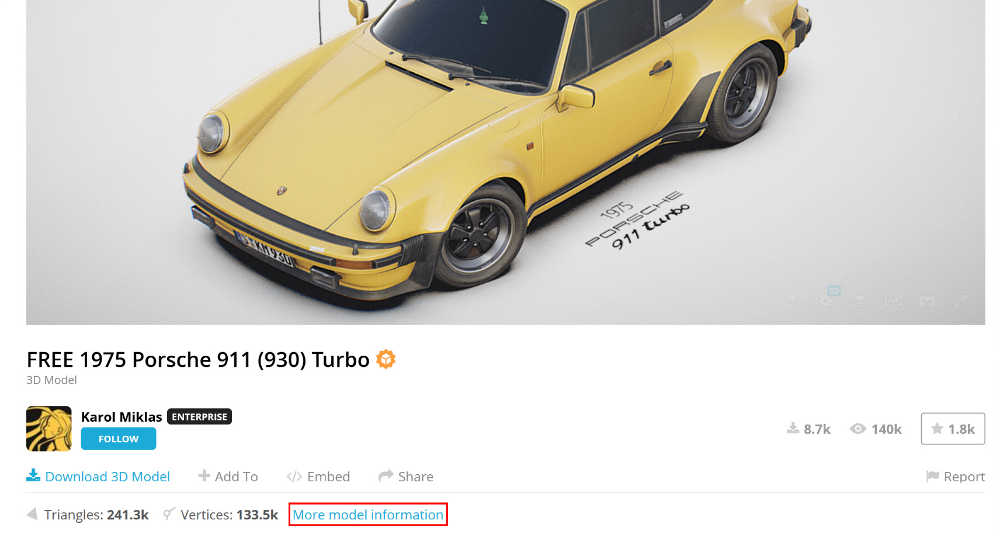 1975
PORSCHE
911 turbo
S KM 930
SD
?
AR
FREE 1975 Porsche 911 (930) Turbo
3D Model
Karol Miklas ENTERPRISE
FOLLOW
8.7k 140k 1.8k
Download 3D Model Add To </> Embed Share Report
Triangles: 241.3k Vertices: 133.5k More model information